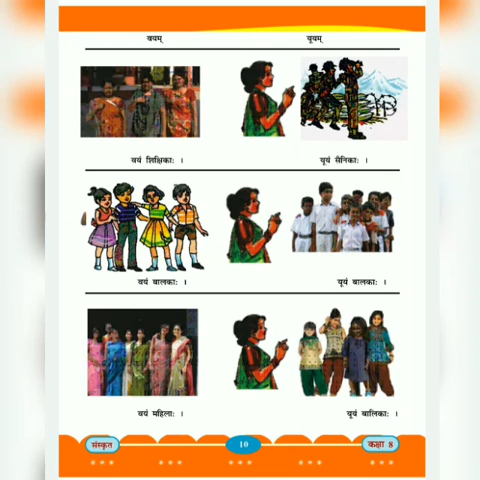 वयम् यूयम्
वयं शिक्षिकाः । यूयं सैनिकाः ।
वयं बालकाः । यूयं बालकाः ।
वयं महिलाः । यूयं बालिकाः ।
संस्कृत 10 कक्षा 8